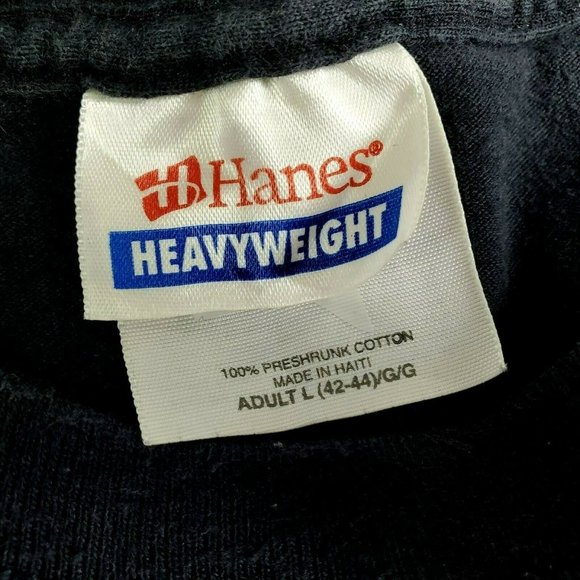 Hanes®
HEAVYWEIGHT
100% PRESHRUNK COTTON
MADE IN HAITI
ADULT L (42-44)/G/G